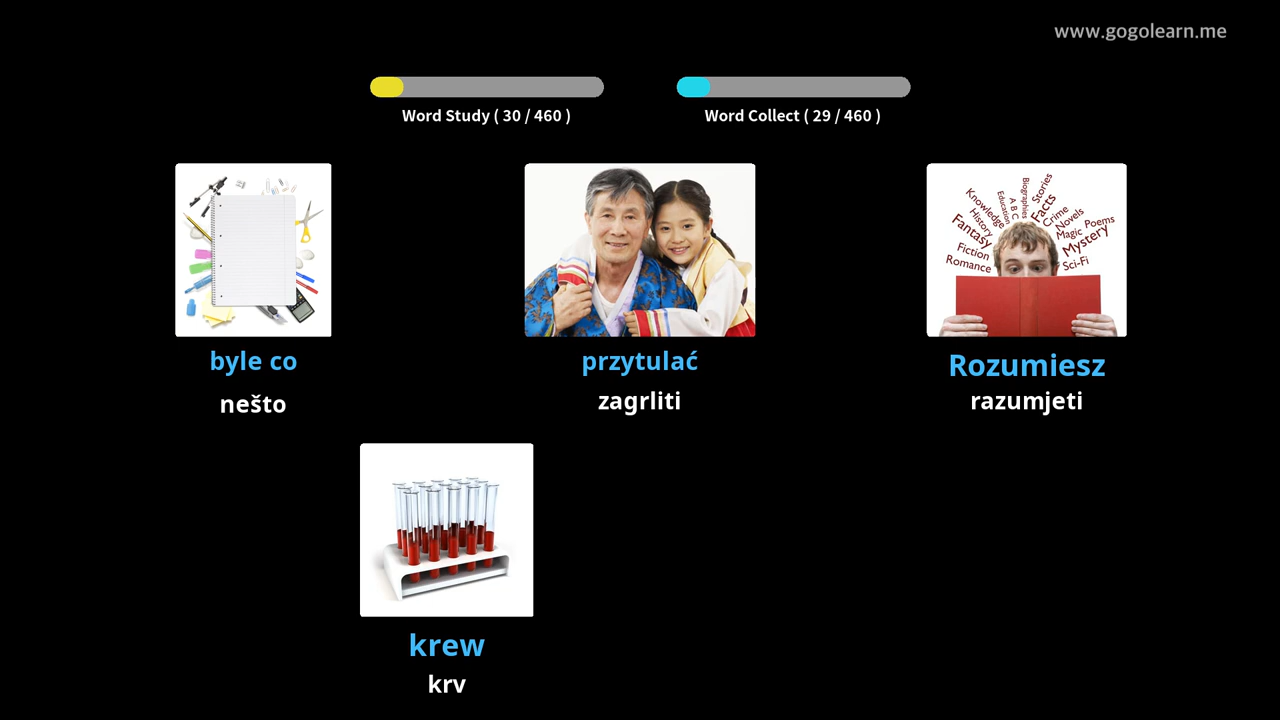 www.gogolearn.me
Word Study ( 30 / 460 )
Word Collect ( 29 / 460 )
Knowledge
History
Fantasy
Fiction
Romance
Education
A B C
Biographies
Stories
Facts
Crime
Novels
Magic
Poems
Mystery
Sci-Fi
byle co
nešto
przytulać
zagrliti
Rozumiesz
razumjeti
krew
krv